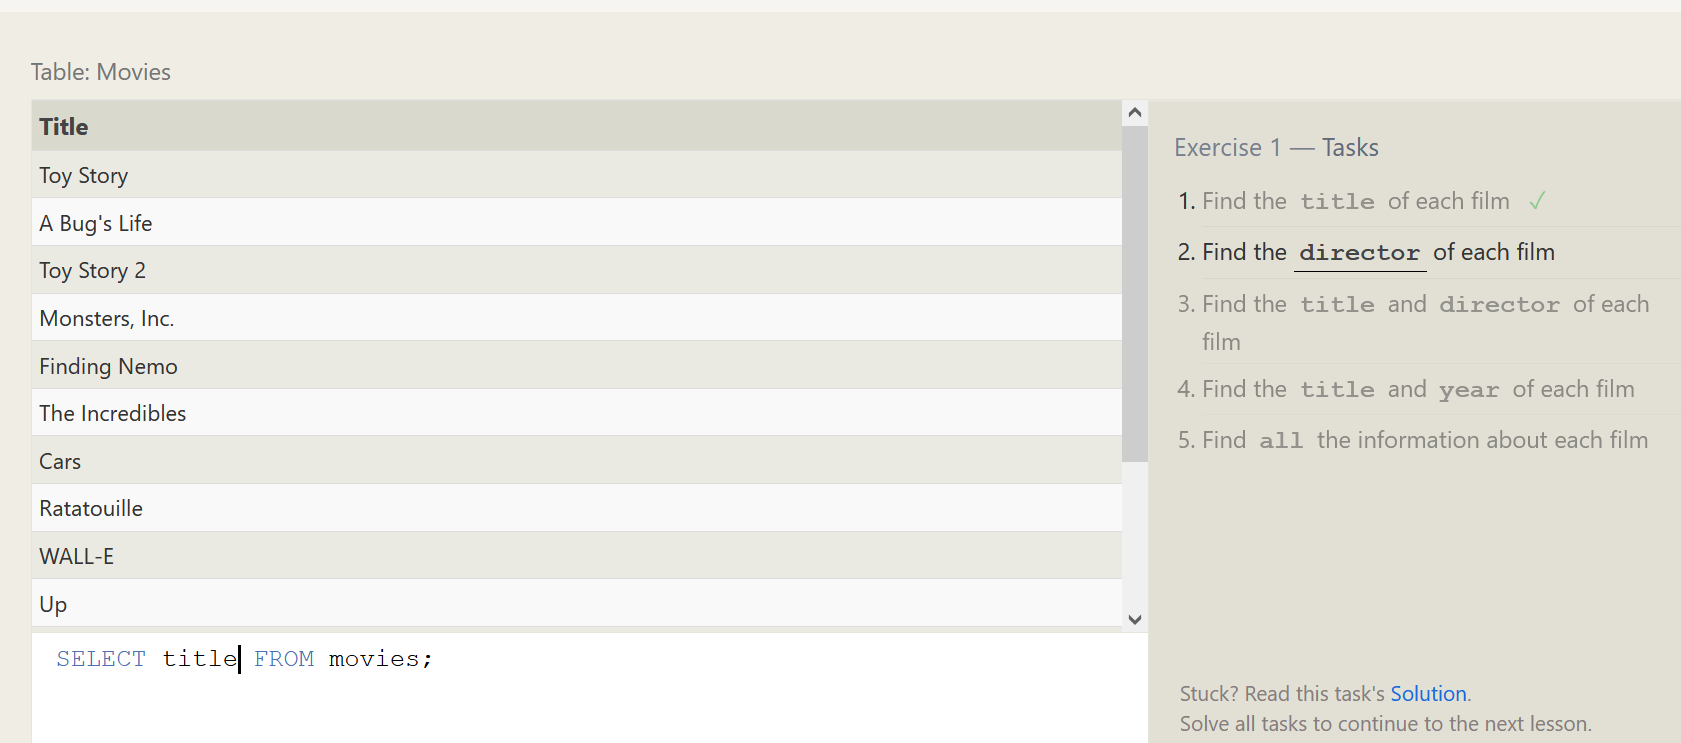 Table: Movies
Title
Toy Story
A Bug's Life
Toy Story 2
Monsters, Inc.
Finding Nemo
The Incredibles
Cars
Ratatouille
WALL-E
Up
SELECT title FROM movies;
Exercise 1 — Tasks
1. Find the title of each film ✓
2. Find the director of each film
3. Find the title and director of each
film
4. Find the title and year of each film
5. Find all the information about each film
Stuck? Read this task's Solution.
Solve all tasks to continue to the next lesson.